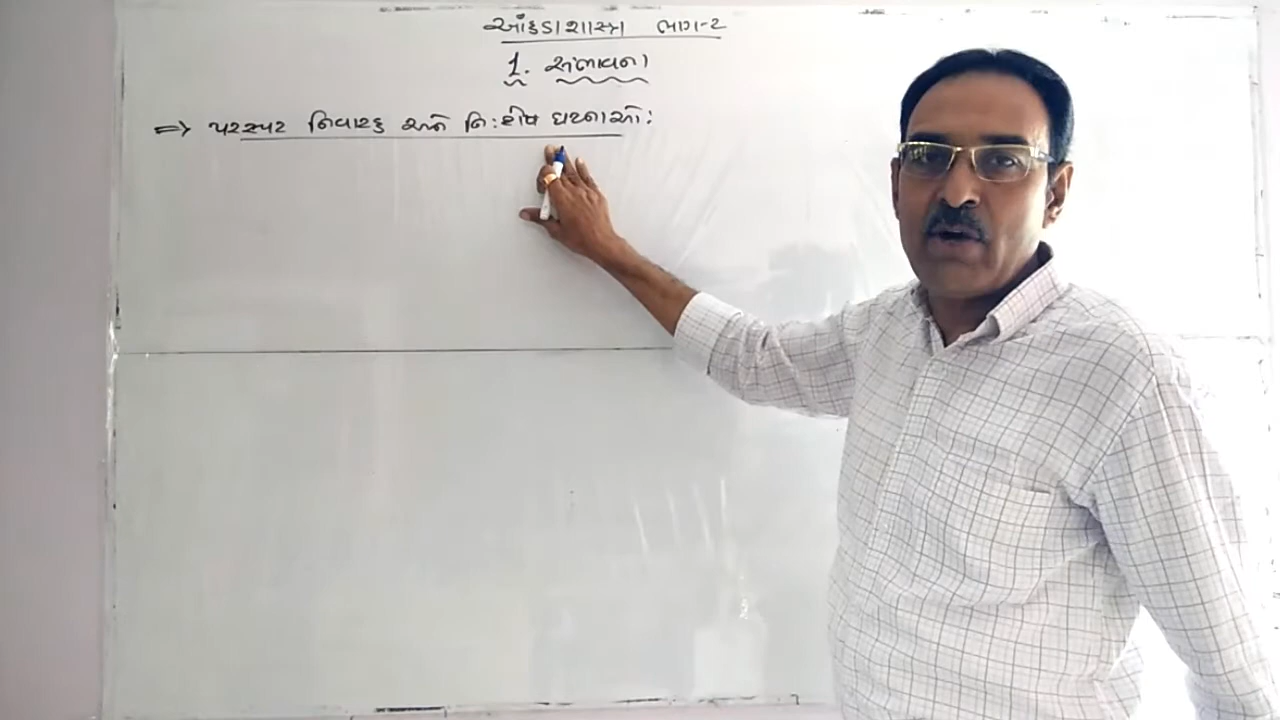 આંકડાશાસ્ત્ર ભાગ-2
1. સંભાવના
⇒ પરસ્પર નિવારક અને નિ:શેષ ઘટનાઓ: